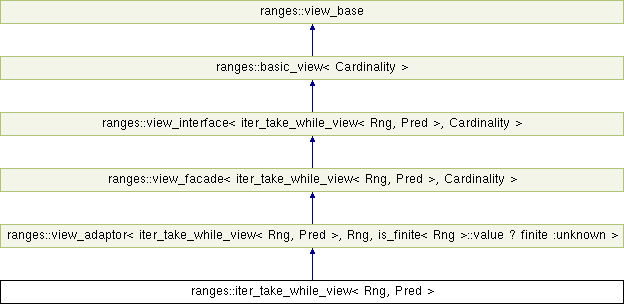 ranges::view_base
ranges::basic_view< Cardinality >
ranges::view_interface< iter_take_while_view< Rng, Pred >, Cardinality >
ranges::view_facade< iter_take_while_view< Rng, Pred >, Cardinality >
ranges::view_adaptor< iter_take_while_view< Rng, Pred >, Rng, is_finite< Rng >::value ? finite :unknown >
ranges::iter_take_while_view< Rng, Pred >